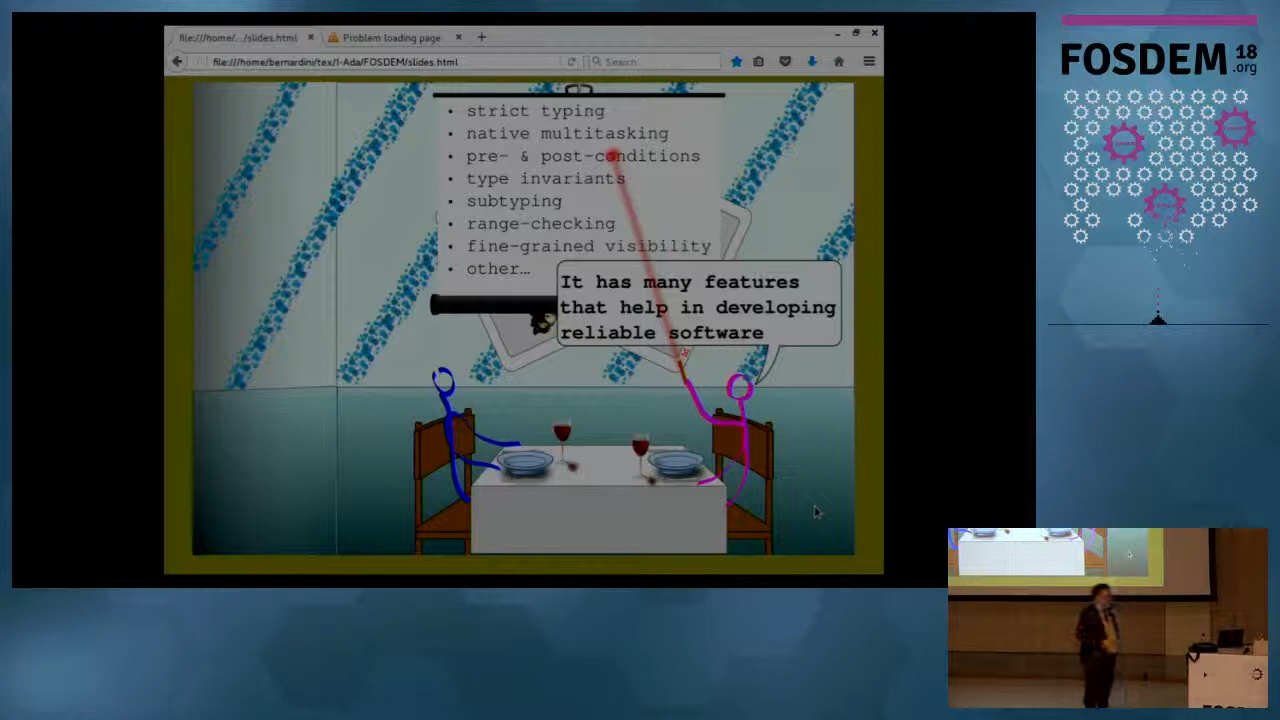 file:///home/.../slides.html
Problem loading page
file:///home/bernardini/tex/I-Ada/FOSDEM/slides.html
Search
• strict typing
• native multitasking
• pre- & post-conditions
• type invariants
• subtyping
• range-checking
• fine-grained visibility
• other…
It has many features
that help in developing
reliable software
FOSDEM 18
.org